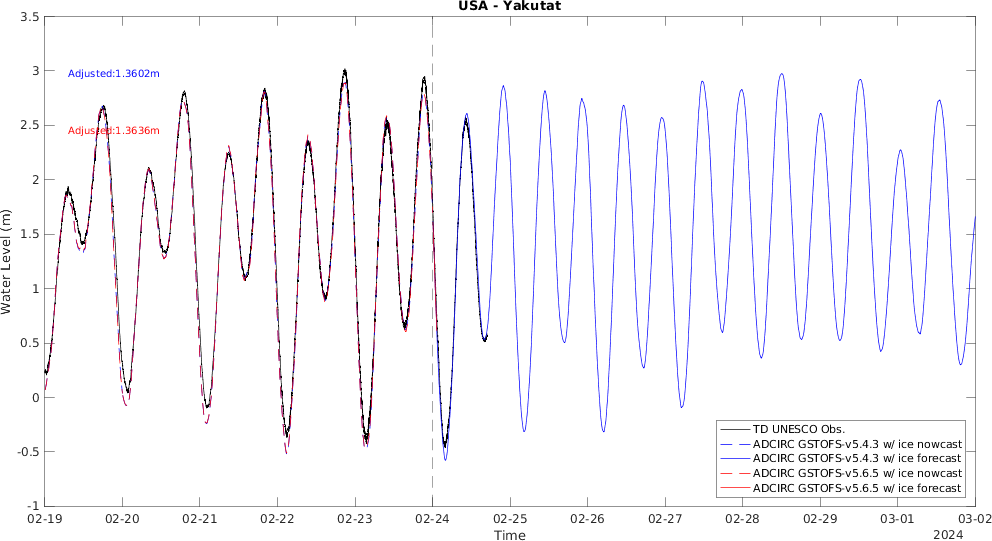 USA - Yakutat
3.5
3
2.5
2
1.5
1
0.5
0
-0.5
-1
Water Level (m)
Adjusted:1.3602m
Adjusted:1.3636m
TD UNESCO Obs.
ADCIRC GSTOFS-v5.4.3 w/ ice nowcast
ADCIRC GSTOFS-v5.4.3 w/ ice forecast
ADCIRC GSTOFS-v5.6.5 w/ ice nowcast
ADCIRC GSTOFS-v5.6.5 w/ ice forecast
02-19 02-20 02-21 02-22 02-23 02-24 02-25 02-26 02-27 02-28 02-29 03-01 03-02
Time
2024